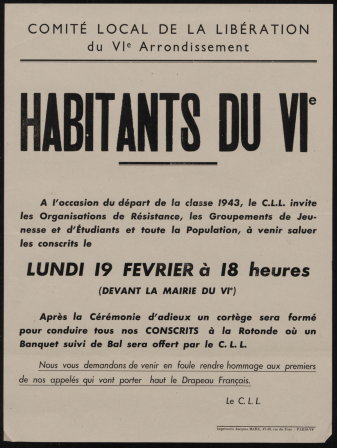 COMITÉ LOCAL DE LA LIBÉRATION
du VIe Arrondissement
HABITANTS DU VIe
A l'occasion du départ de la classe 1943, le C.L.L. invite
les Organisations de Résistance, les Groupements de Jeu-
nesse et d'Étudiants et toute la Population, à venir saluer
les conscrits le
LUNDI 19 FEVRIER à 18 heures
(DEVANT LA MAIRIE DU VIe)
Après la Cérémonie d'adieux un cortège sera formé
pour conduire tous nos CONSCRITS à la Rotonde où un
Banquet suivi de Bal sera offert par le C. L. L.
Nous vous demandons de venir en foule rendre hommage aux premiers
de nos appelés qui vont porter haut le Drapeau Français.
Le C. L. L.